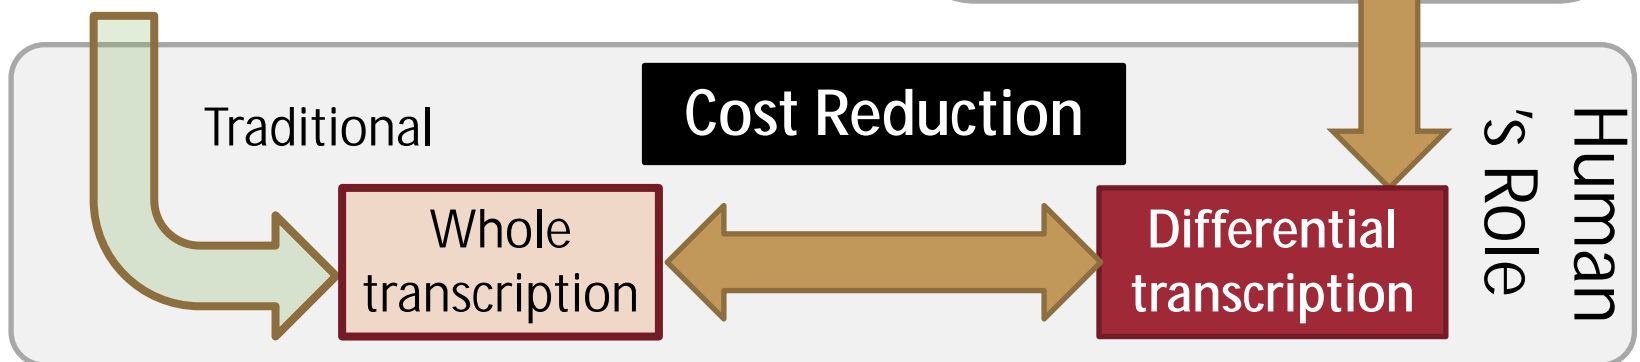 Cost Reduction
Traditional
Whole
transcription
Differential
transcription
Human
's Role